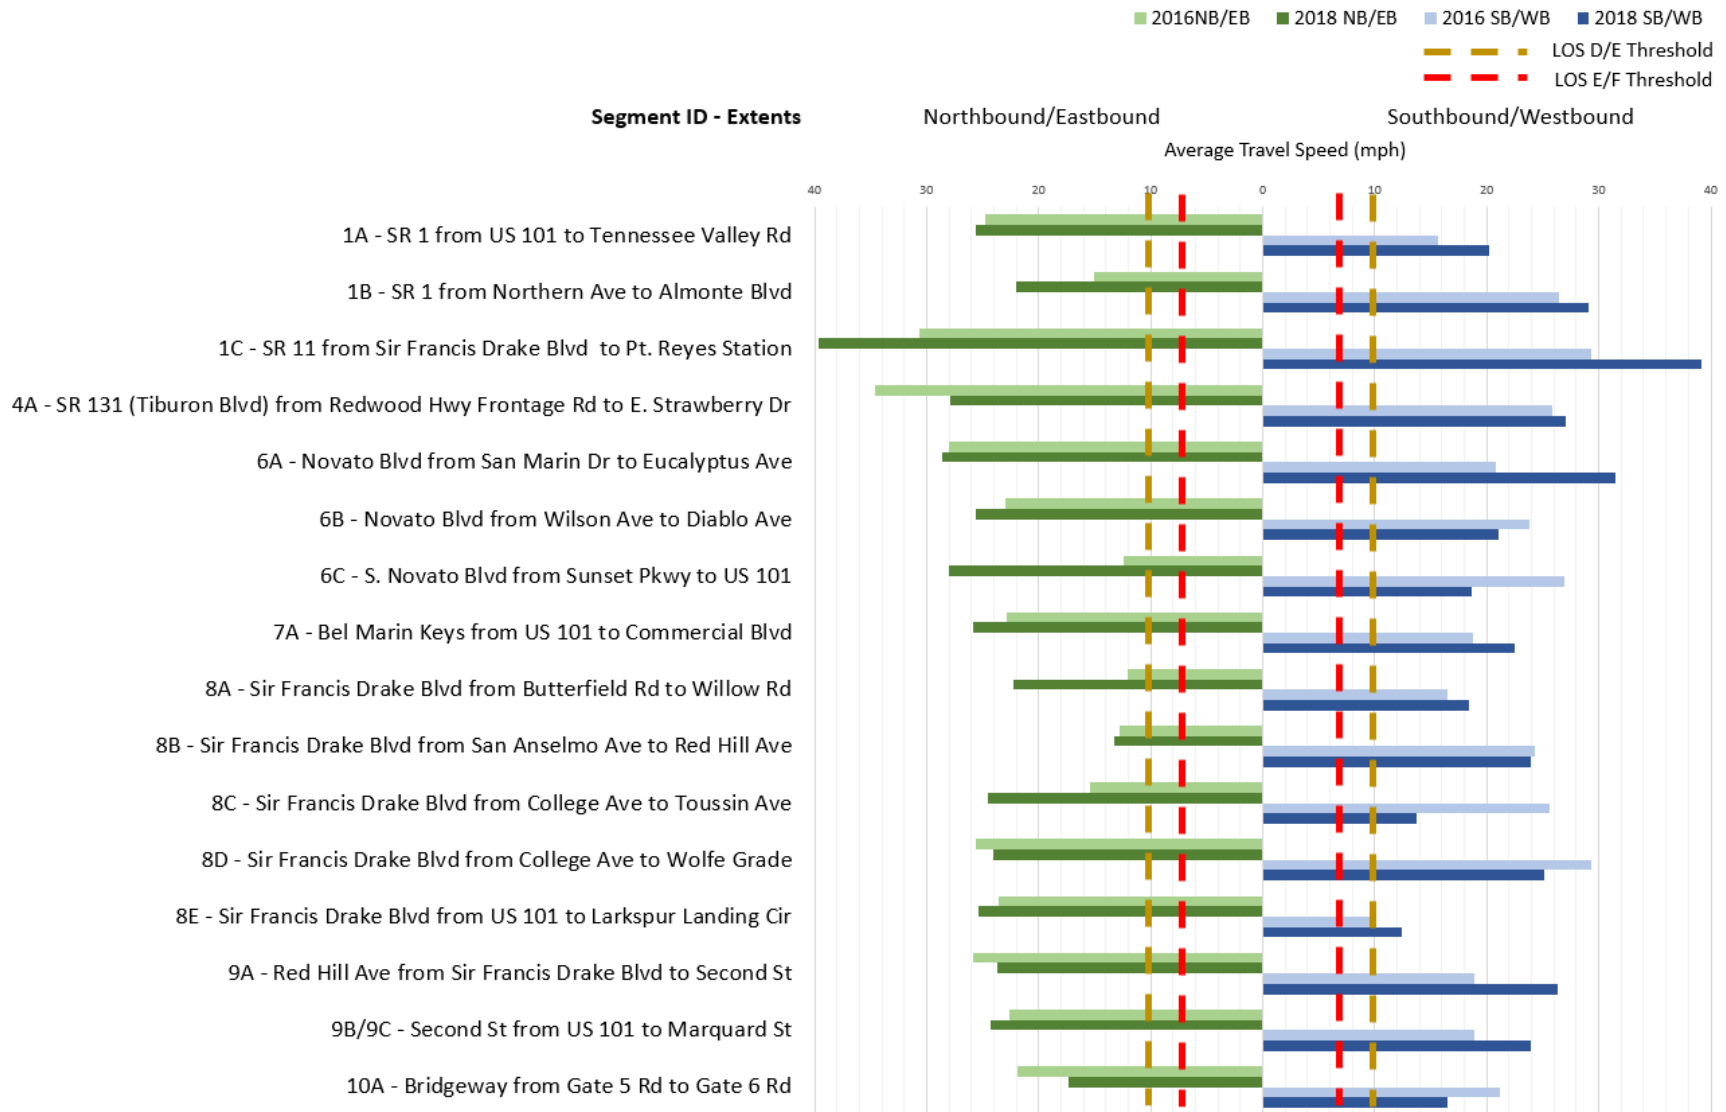 2016NB/EB 2018 NB/EB 2016 SB/WB 2018 SB/WB
LOS D/E Threshold
LOS E/F Threshold
Segment ID - Extents Northbound/Eastbound Southbound/Westbound
Average Travel Speed (mph)
40 30 20 10 0 10 20 30 40
1A - SR 1 from US 101 to Tennessee Valley Rd
1B - SR 1 from Northern Ave to Almonte Blvd
1C - SR 11 from Sir Francis Drake Blvd to Pt. Reyes Station
4A - SR 131 (Tiburon Blvd) from Redwood Hwy Frontage Rd to E. Strawberry Dr
6A - Novato Blvd from San Marin Dr to Eucalyptus Ave
6B - Novato Blvd from Wilson Ave to Diablo Ave
6C - S. Novato Blvd from Sunset Pkwy to US 101
7A - Bel Marin Keys from US 101 to Commercial Blvd
8A - Sir Francis Drake Blvd from Butterfield Rd to Willow Rd
8B - Sir Francis Drake Blvd from San Anselmo Ave to Red Hill Ave
8C - Sir Francis Drake Blvd from College Ave to Toussin Ave
8D - Sir Francis Drake Blvd from College Ave to Wolfe Grade
8E - Sir Francis Drake Blvd from US 101 to Larkspur Landing Cir
9A - Red Hill Ave from Sir Francis Drake Blvd to Second St
9B/9C - Second St from US 101 to Marquard St
10A - Bridgeway from Gate 5 Rd to Gate 6 Rd